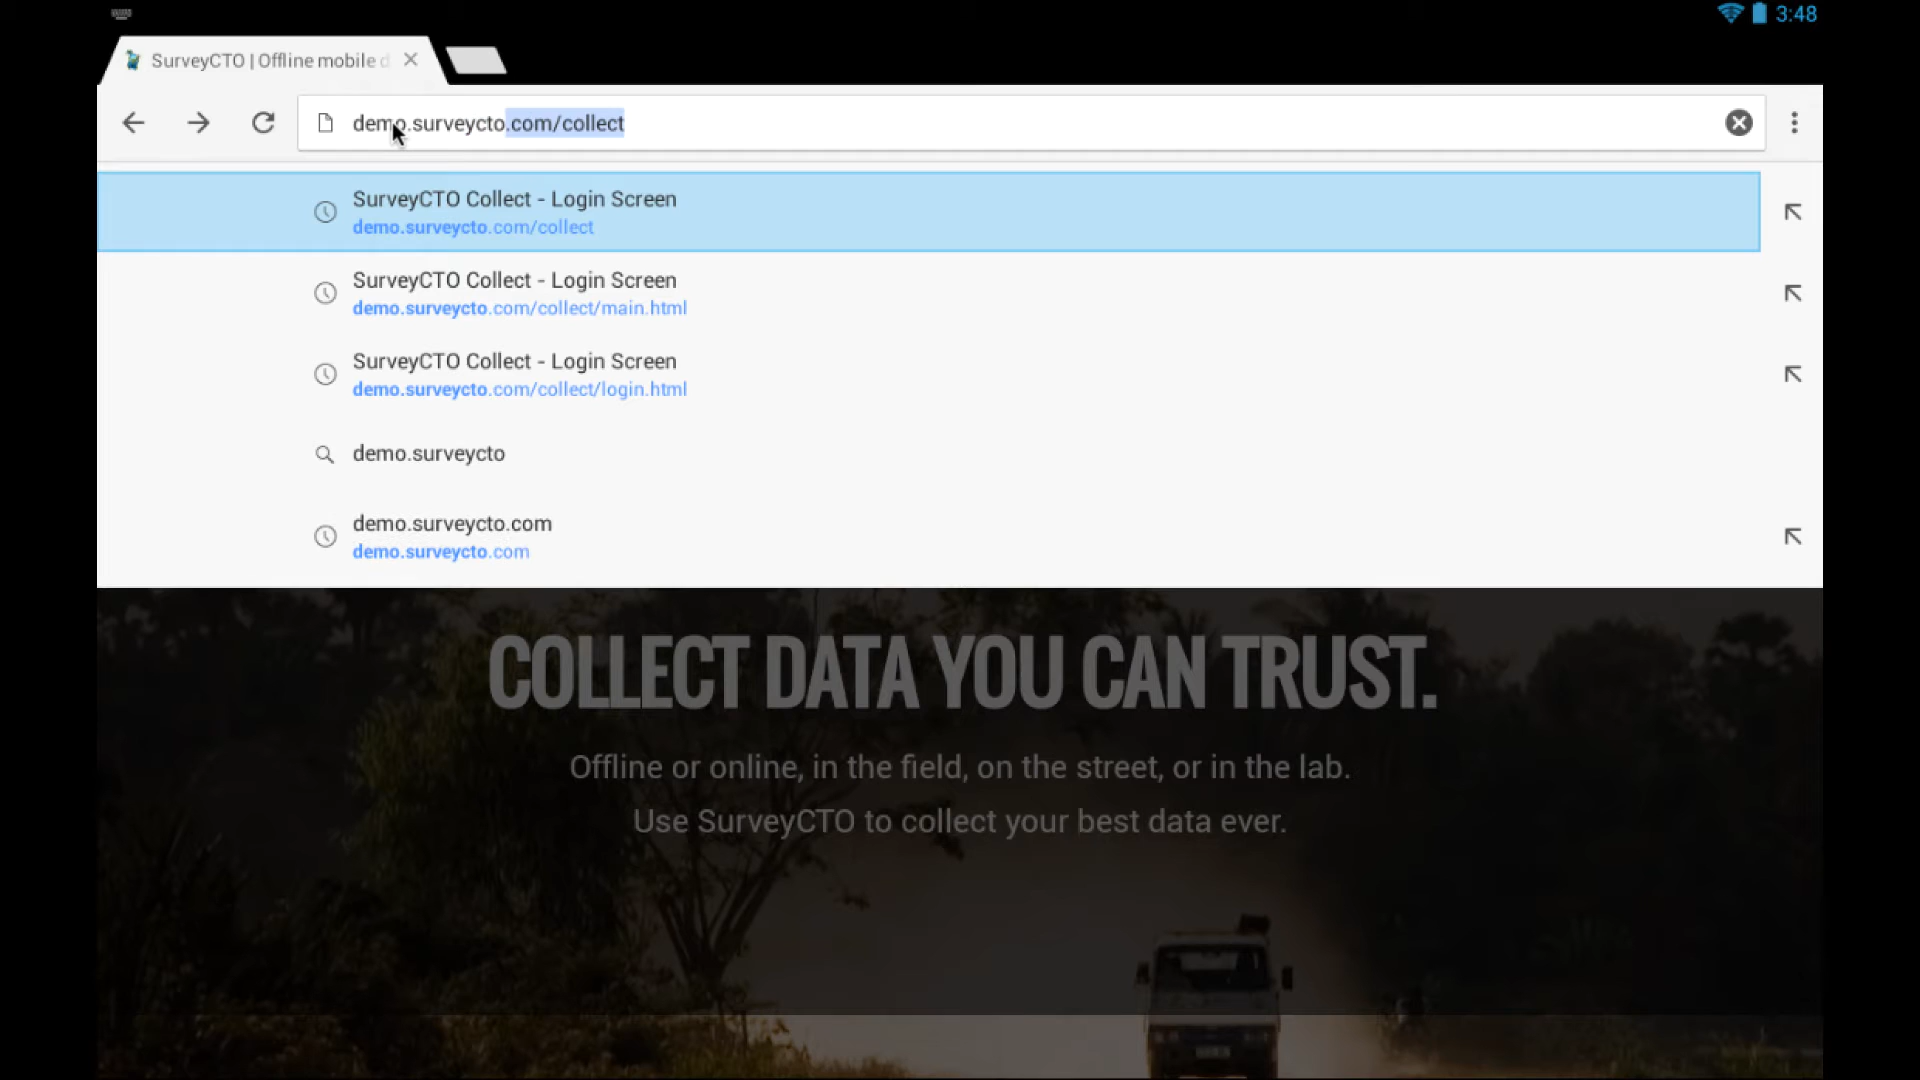 3:48
SurveyCTO | Offline mobile d
demo.surveycto.com/collect
SurveyCTO Collect - Login Screen
demo.surveycto.com/collect
SurveyCTO Collect - Login Screen
demo.surveycto.com/collect/main.html
SurveyCTO Collect - Login Screen
demo.surveycto.com/collect/login.html
demo.surveycto
demo.surveycto.com
demo.surveycto.com
COLLECT DATA YOU CAN TRUST.
Offline or online, in the field, on the street, or in the lab.
Use SurveyCTO to collect your best data ever.